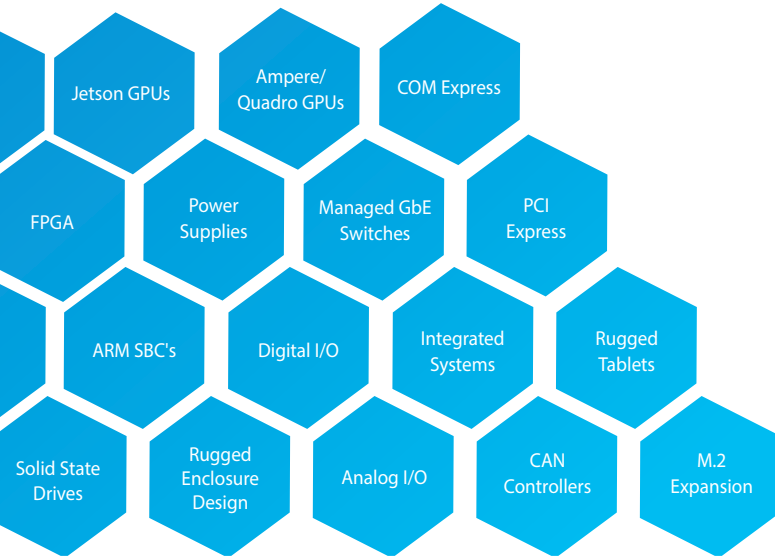 Jetson GPUs
Ampere/
Quadro GPUs
COM Express
FPGA
Power
Supplies
Managed GbE
Switches
PCI
Express
ARM SBC's
Digital I/O
Integrated
Systems
Rugged
Tablets
Solid State
Drives
Rugged
Enclosure
Design
Analog I/O
CAN
Controllers
M.2
Expansion